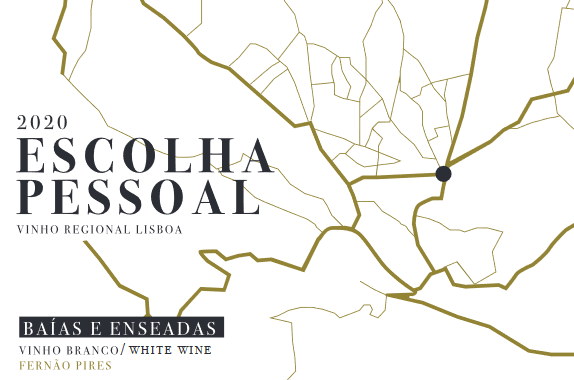 2020
ESCOLHA
PESSOAL
VINHO REGIONAL LISBOA
BAÍAS E ENSEADAS
VINHO BRANCO/ WHITE WINE
FERNÃO PIRES